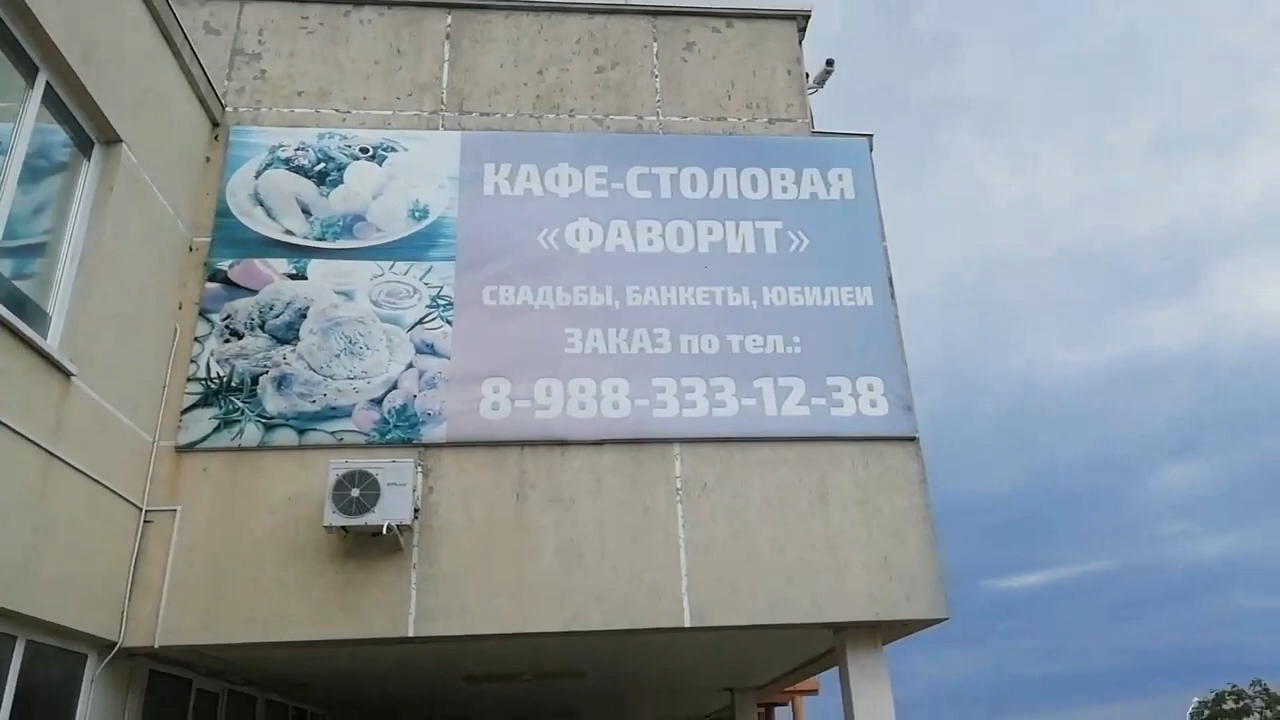 КАФЕ-СТОЛОВАЯ
«ФАВОРИТ»
СВАДЬБЫ, БАНКЕТЫ, ЮБИЛЕИ
ЗАКАЗ по тел.:
8-988-333-12-38